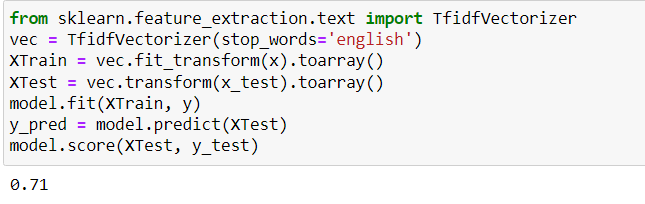 from sklearn.feature_extraction.text import TfidfVectorizer
vec = TfidfVectorizer(stop_words='english')
XTrain = vec.fit_transform(x).toarray()
XTest = vec.transform(x_test).toarray()
model.fit(XTrain, y)
y_pred = model.predict(XTest)
model.score(XTest, y_test)
0.71